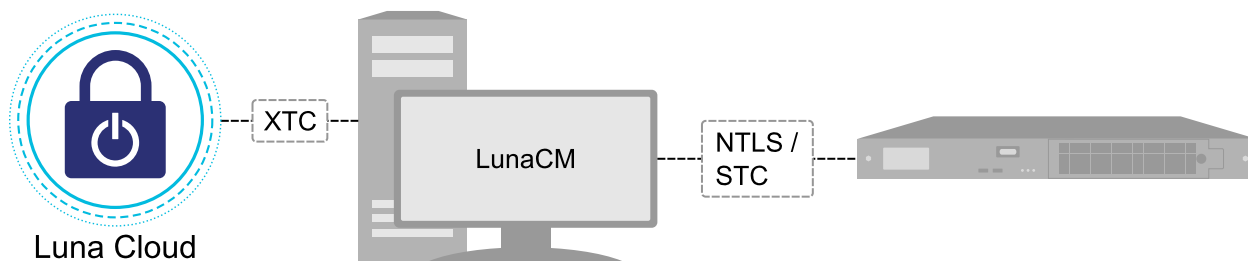 Luna Cloud
XTC
LunaCM
NTLS /
STC